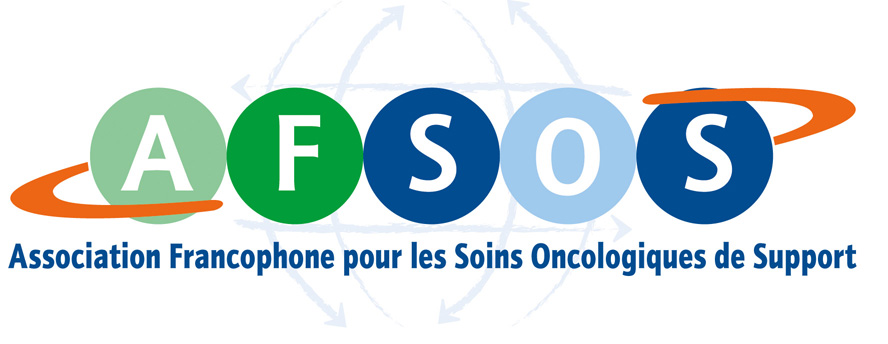 AFSOS
Association Francophone pour les Soins Oncologiques de Support